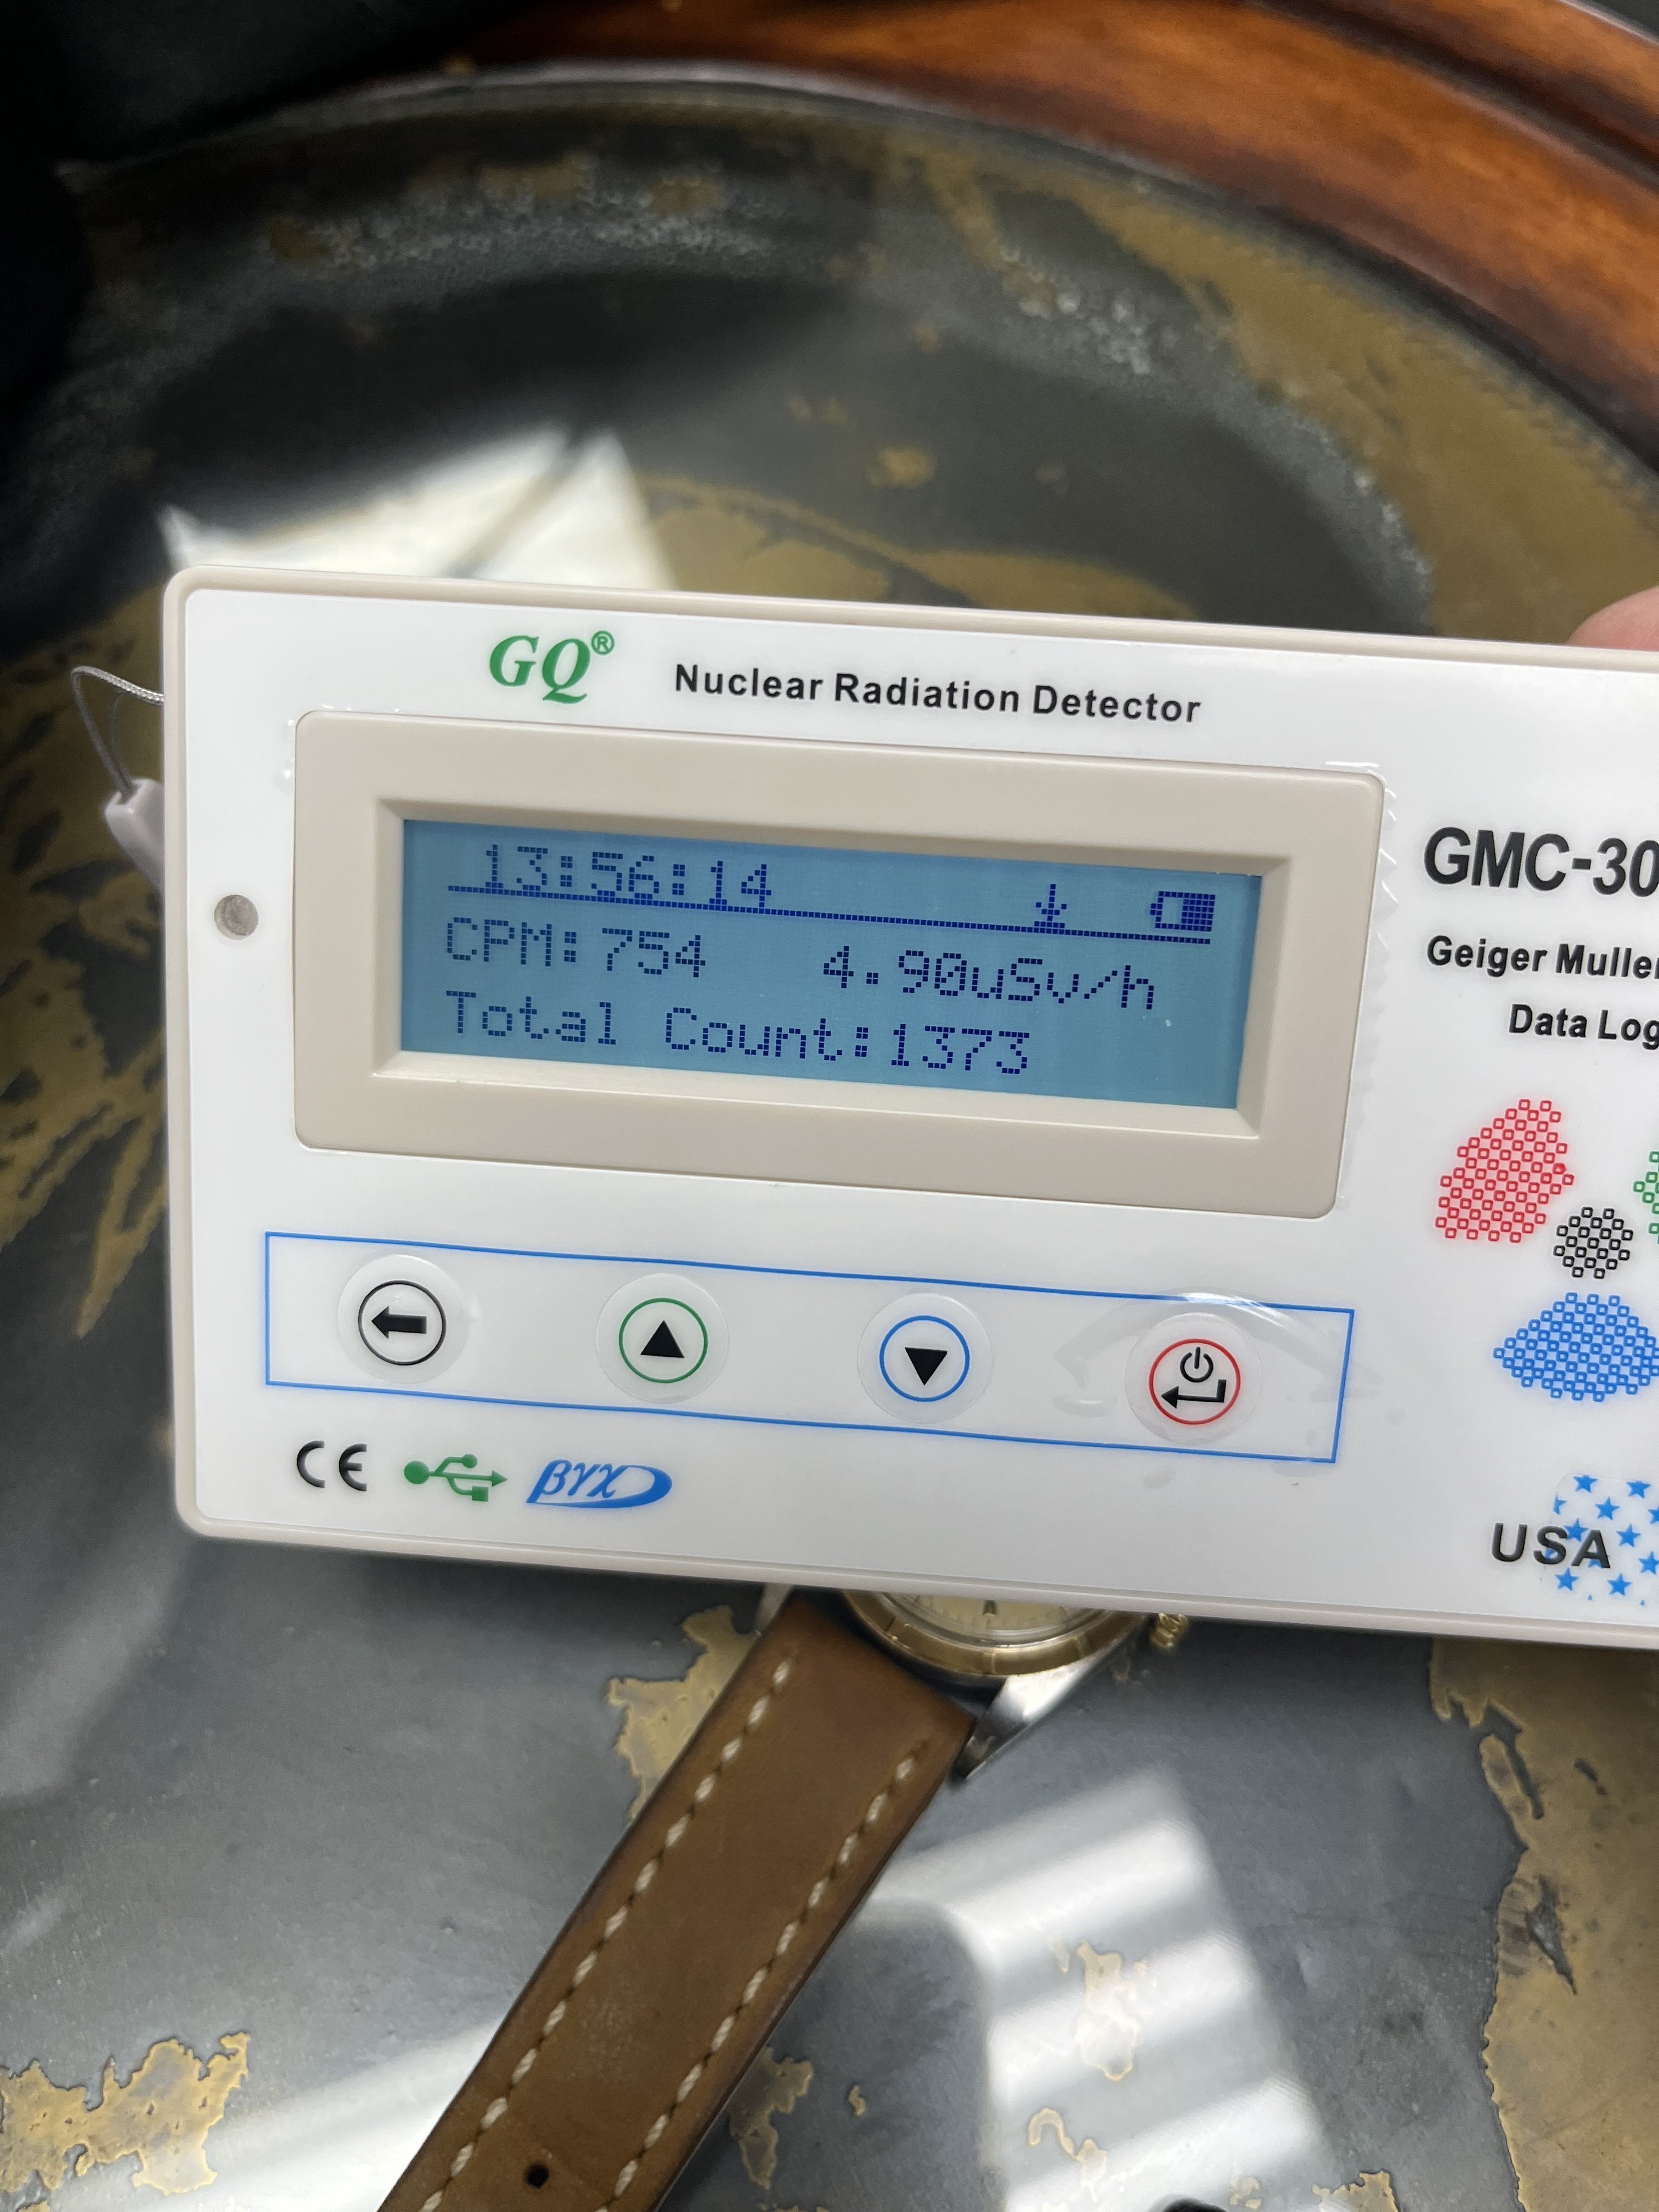 GQ®
Nuclear Radiation Detector
13:56:14
CPM:754 4.90uSv/h
Total Count:1373
GMC-30
Geiger Muller
Data Log
CE βγχ
USA